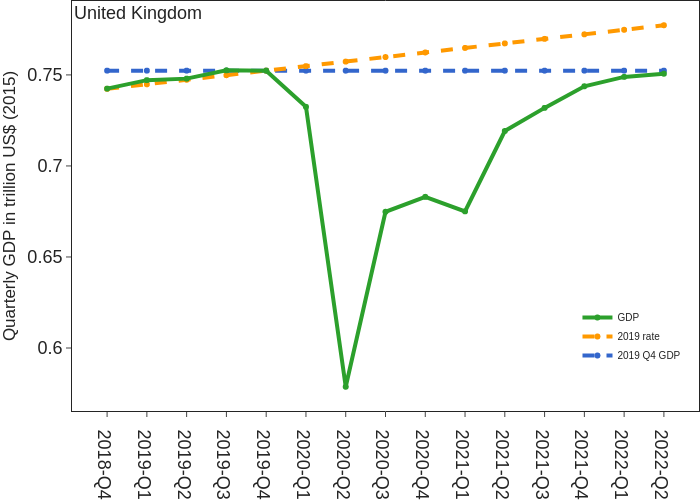 United Kingdom
Quarterly GDP in trillion US$ (2015)
0.75
0.7
0.65
0.6
GDP
2019 rate
2019 Q4 GDP
2018-Q4
2019-Q1
2019-Q2
2019-Q3
2019-Q4
2020-Q1
2020-Q2
2020-Q3
2020-Q4
2021-Q1
2021-Q2
2021-Q3
2021-Q4
2022-Q1
2022-Q2